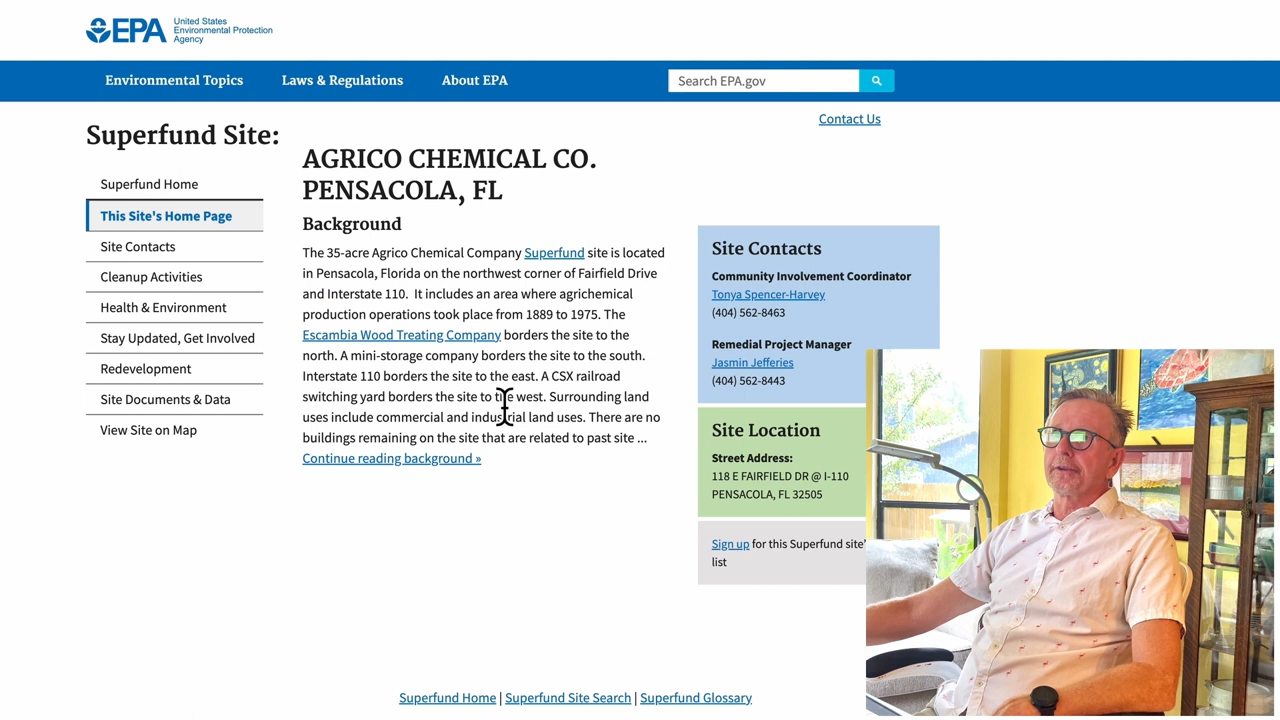 EPA
United States
Environmental Protection
Agency
Environmental Topics
Laws & Regulations
About EPA
Search EPA.gov
Contact Us
Superfund Site:
AGRICO CHEMICAL CO.
PENSACOLA, FL
Superfund Home
This Site's Home Page
Site Contacts
Cleanup Activities
Health & Environment
Stay Updated, Get Involved
Redevelopment
Site Documents & Data
View Site on Map
Background
The 35-acre Agrico Chemical Company Superfund site is located
in Pensacola, Florida on the northwest corner of Fairfield Drive
and Interstate 110. It includes an area where agrichemical
production operations took place from 1889 to 1975. The
Escambia Wood Treating Company borders the site to the
north. A mini-storage company borders the site to the south.
Interstate 110 borders the site to the east. A CSX railroad
switching yard borders the site to the west. Surrounding land
uses include commercial and industrial land uses. There are no
buildings remaining on the site that are related to past site ...
Continue reading background »
Site Contacts
Community Involvement Coordinator
Tonya Spencer-Harvey
(404) 562-8463
Remedial Project Manager
Jasmin Jefferies
(404) 562-8443
Site Location
Street Address:
118 E FAIRFIELD DR @ I-110
PENSACOLA, FL 32505
Sign up for this Superfund site'
list
Superfund Home | Superfund Site Search | Superfund Glossary